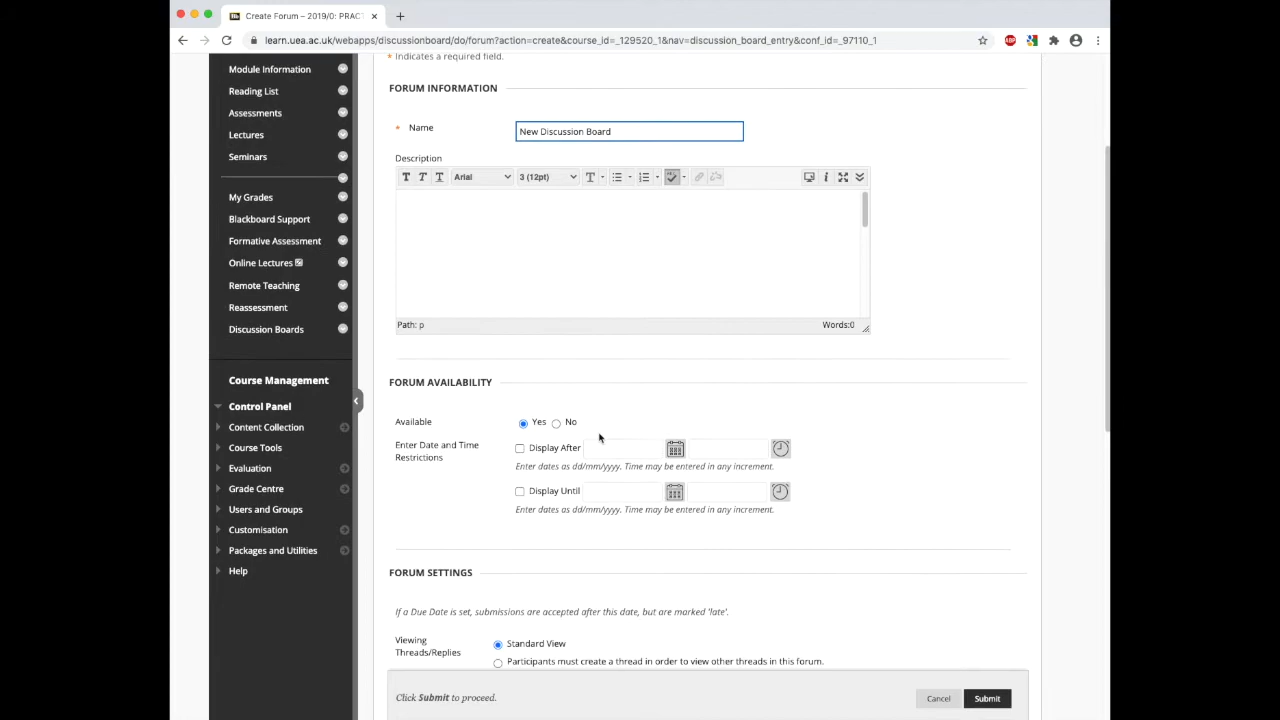 Create Forum – 2019/0: PRACT
learn.uea.ac.uk/webapps/discussionboard/do/forum?action=create&course_id=_129520_1&nav=discussion_board_entry&conf_id=_97110_1
ABP
Module Information
Reading List
Assessments
Lectures
Seminars
My Grades
Blackboard Support
Formative Assessment
Online Lectures
Remote Teaching
Reassessment
Discussion Boards
Course Management
Control Panel
Content Collection
Course Tools
Evaluation
Grade Centre
Users and Groups
Customisation
Packages and Utilities
Help
* Indicates a required field.
FORUM INFORMATION
* Name
New Discussion Board
Description
T T T Arial 3 (12pt) T
Path: p Words:0
FORUM AVAILABILITY
Available Yes No
Enter Date and Time Restrictions
Display After
Enter dates as dd/mm/yyyy. Time may be entered in any increment.
Display Until
Enter dates as dd/mm/yyyy. Time may be entered in any increment.
FORUM SETTINGS
If a Due Date is set, submissions are accepted after this date, but are marked 'late'.
Viewing Threads/Replies
Standard View
Participants must create a thread in order to view other threads in this forum.
Click Submit to proceed.
Cancel Submit